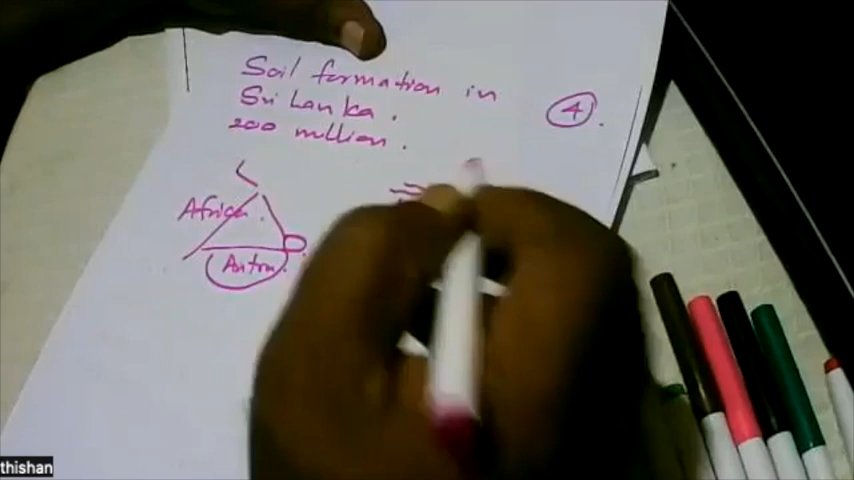 Soil formation in
Sri Lanka.
200 million.
4.
Africa.
Antra.
thishan